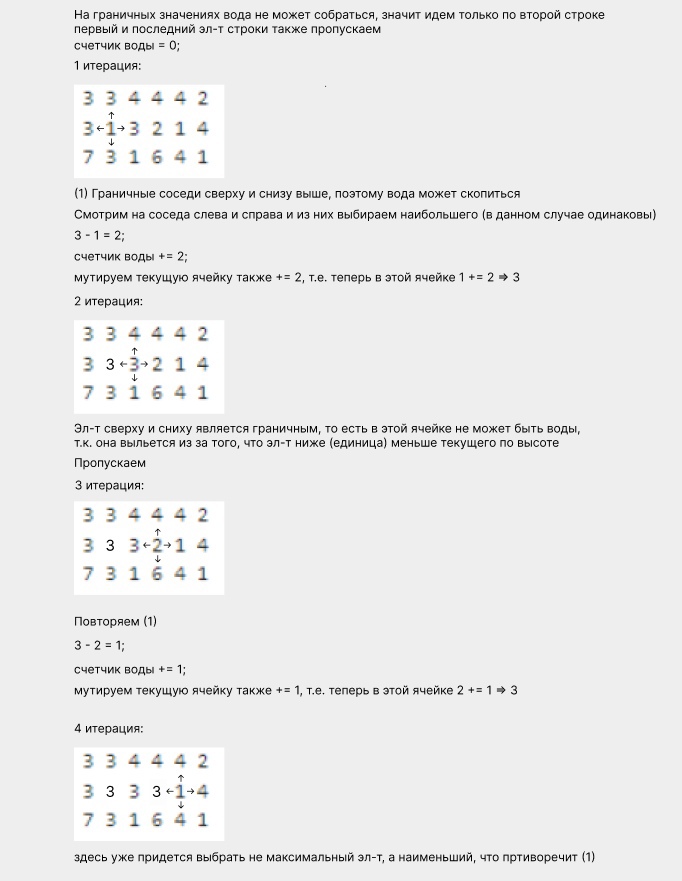 На граничных значениях вода не может собраться, значит идем только по второй строке
первый и последний эл-т строки также пропускаем
счетчик воды = 0;
1 итерация:
3 3 4 4 4 2
↑
3←1→3 2 1 4
↓
7 3 1 6 4 1
(1) Граничные соседи сверху и снизу выше, поэтому вода может скопиться
Смотрим на соседа слева и справа и из них выбираем наибольшего (в данном случае одинаковы)
3 - 1 = 2;
счетчик воды += 2;
мутируем текущую ячейку также += 2, т.е. теперь в этой ячейке 1 += 2 => 3
2 итерация:
3 3 4 4 4 2
↑
3 3 ←3→2 1 4
↓
7 3 1 6 4 1
Эл-т сверху и сниху является граничным, то есть в этой ячейке не может быть воды,
т.к. она выльется из за того, что эл-т ниже (единица) меньше текущего по высоте
Пропускаем
3 итерация:
3 3 4 4 4 2
↑
3 3 3←2→1 4
↓
7 3 1 6 4 1
Повторяем (1)
3 - 2 = 1;
счетчик воды += 1;
мутируем текущую ячейку также += 1, т.е. теперь в этой ячейке 2 += 1 => 3
4 итерация:
3 3 4 4 4 2
↑
3 3 3 3 ←1→4
↓
7 3 1 6 4 1
здесь уже придется выбрать не максимальный эл-т, а наименьший, что пртиворечит (1)